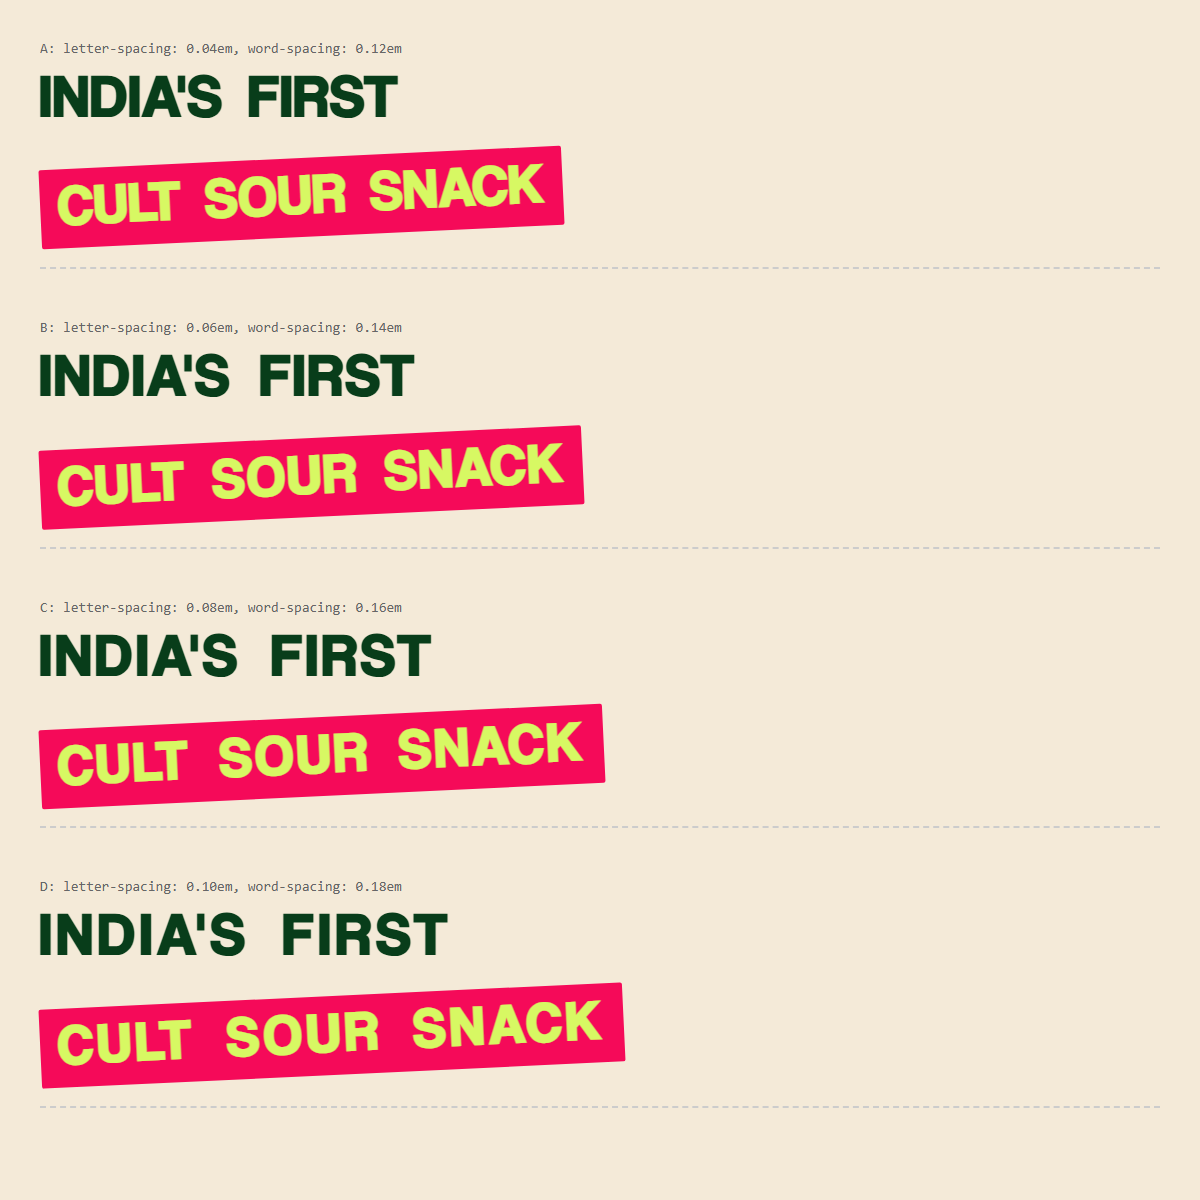 A: letter-spacing: 0.04em, word-spacing: 0.12em
INDIA'S FIRST
CULT SOUR SNACK
B: letter-spacing: 0.06em, word-spacing: 0.14em
INDIA'S FIRST
CULT SOUR SNACK
C: letter-spacing: 0.08em, word-spacing: 0.16em
INDIA'S FIRST
CULT SOUR SNACK
D: letter-spacing: 0.10em, word-spacing: 0.18em
INDIA'S FIRST
CULT SOUR SNACK